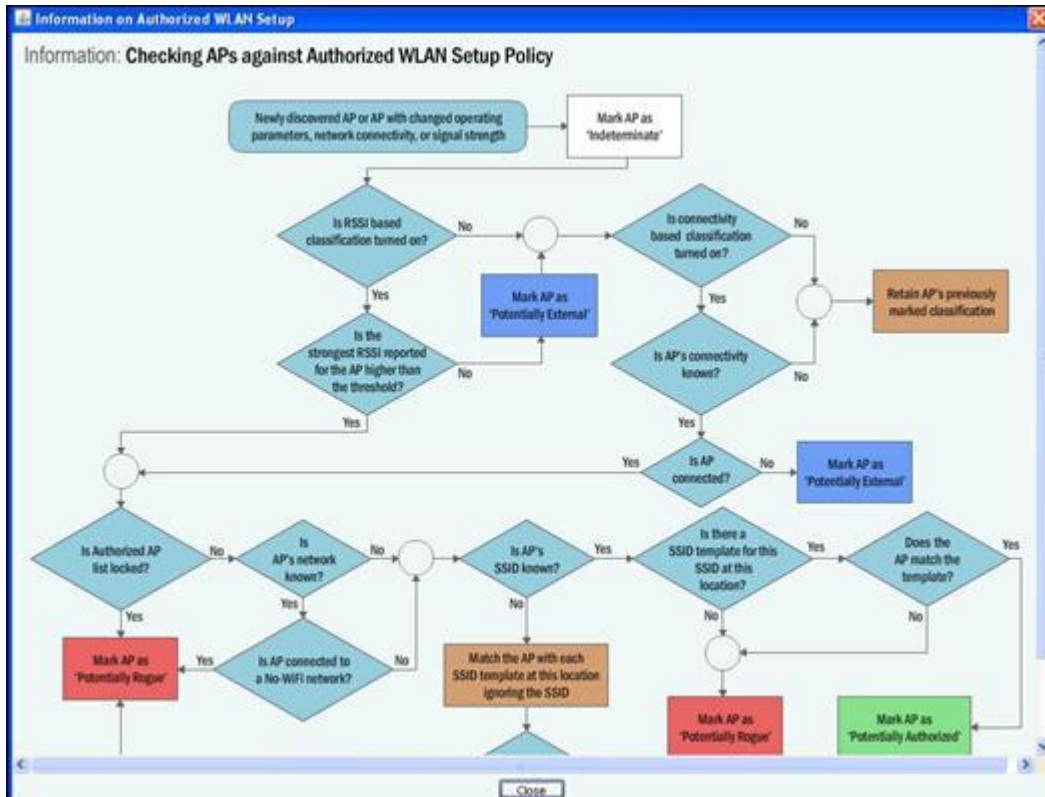 Information on Authorized WLAN Setup
Information: Checking APs against Authorized WLAN Setup Policy
Newly discovered AP or AP with changed operating
parameters, network connectivity, or signal strength
Mark AP as
'Indeterminate'
Is RSSI based
classification turned on?
No
Is connectivity
based classification
turned on?
No
Yes
Mark AP as
'Potentially External'
Yes
Retain AP's previously
marked classification
Is the
strongest RSSI reported
for the AP higher than
the threshold?
No
Is AP's connectivity
known?
No
Yes
Yes
Yes
Is AP
connected?
No
Mark AP as
'Potentially External'
Is Authorized AP
list locked?
No
Is
AP's network
known?
No
Is AP's
SSID known?
Yes
Is there a
SSID template for this
SSID at this
location?
Yes
Does the
AP match the
template?
Yes
Yes
Yes
No
No
No
Mark AP as
'Potentially Rogue'
Yes
Is AP connected to
a No-WiFi network?
No
Match the AP with each
SSID template at this location
ignoring the SSID
Mark AP as
'Potentially Rogue'
Mark AP as
'Potentially Authorized'
Close